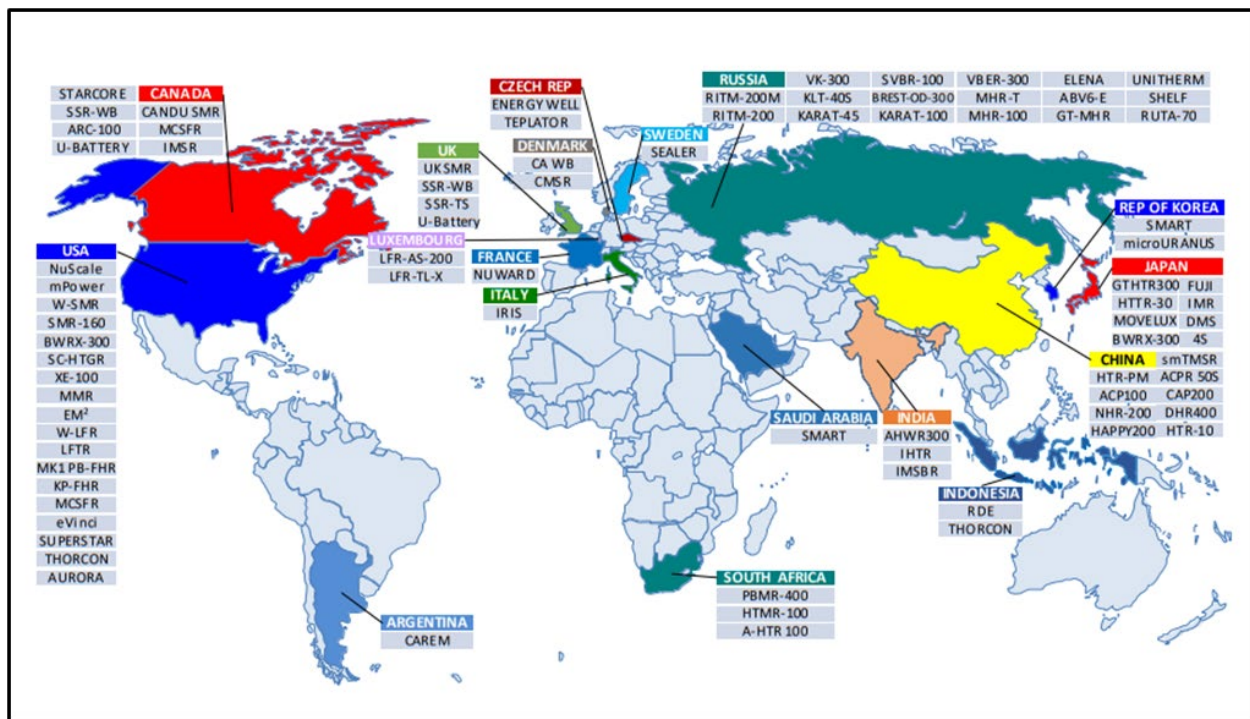 STARCORE CANADA
SSR-WB CANDU SMR
ARC-100 MCSFR
U-BATTERY IMSR
USA
NuScale
mPower
W-SMR
SMR-160
BWRX-300
SC-HTGR
XE-100
MMR
EM²
W-LFR
LFTR
MK1 PB-FHR
KP-FHR
MCSFR
eVinci
SUPERSTAR
THORCON
AURORA
ARGENTINA
CAREM
UK
UKSMR
SSR-WB
SSR-TS
U-Battery
LUXEMBOURG
LFR-AS-200
LFR-TL-X
CZECH REP
ENERGY WELL
TEPLATOR
DENMARK
CA WB
CMSR
SWEDEN
SEALER
FRANCE
NUWARD
ITALY
IRIS
RUSSIA VK-300 SVBR-100 VBER-300 ELENA UNITHERM
RITM-200M KLT-40S BREST-OD-300 MHR-T ABV6-E SHELF
RITM-200 KARAT-45 KARAT-100 MHR-100 GT-MHR RUTA-70
REP OF KOREA
SMART
microURANUS
JAPAN
GTHTR300 FUJI
HTTR-30 IMR
MOVELUX DMS
BWRX-300 4S
CHINA smTMSR
HTR-PM ACPR 50S
ACP100 CAP200
NHR-200 DHR400
HAPPY200 HTR-10
SAUDI ARABIA
SMART
INDIA
AHWR300
IHTR
IMSBR
INDONESIA
RDE
THORCON
SOUTH AFRICA
PBMR-400
HTMR-100
A-HTR 100